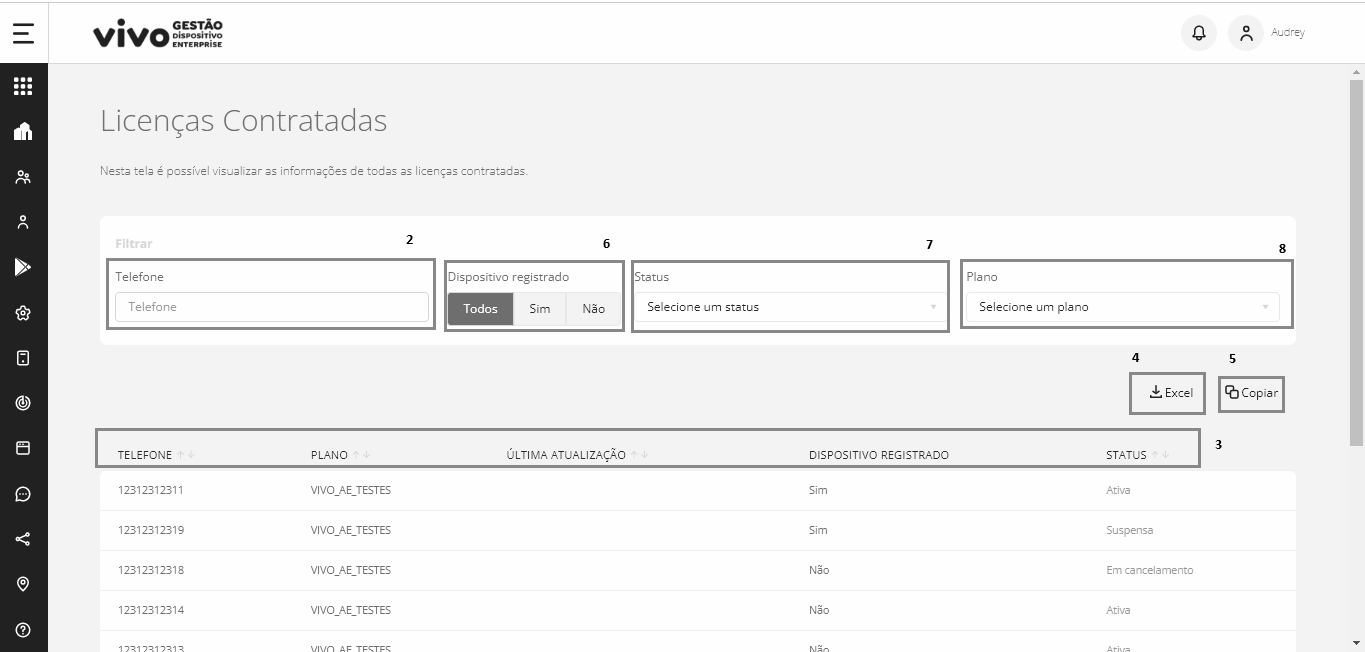 vivo GESTÃO DISPOSITIVO ENTERPRISE
Audrey
Licenças Contratadas
Nesta tela é possível visualizar as informações de todas as licenças contratadas.
Filtrar 2 6 7 8
Telefone Dispositivo registrado Status Plano
Telefone Todos Sim Não Selecione um status Selecione um plano
4 5
Excel Copiar
3
TELEFONE PLANO ÚLTIMA ATUALIZAÇÃO DISPOSITIVO REGISTRADO STATUS
12312312311 VIVO_AE_TESTES Sim Ativa
12312312319 VIVO_AE_TESTES Sim Suspensa
12312312318 VIVO_AE_TESTES Não Em cancelamento
12312312314 VIVO_AE_TESTES Não Ativa
12312312313 VIVO_AE_TESTES Não Ativa